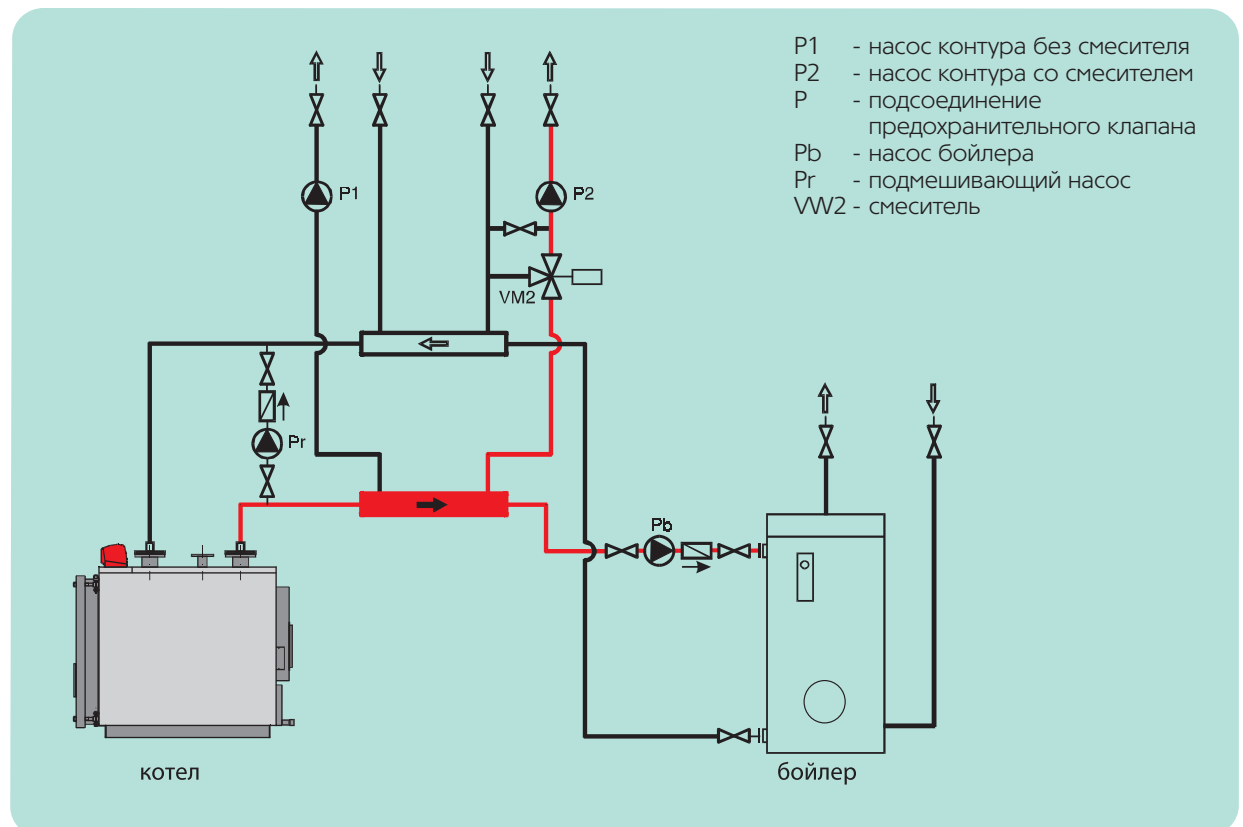 P1 - насос контура без смесителя
P2 - насос контура со смесителем
P - подсоединение
предохранительного клапана
Pb - насос бойлера
Pr - подмешивающий насос
VW2 - смеситель
P1
P2
VM2
Pr
Pb
котел
бойлер